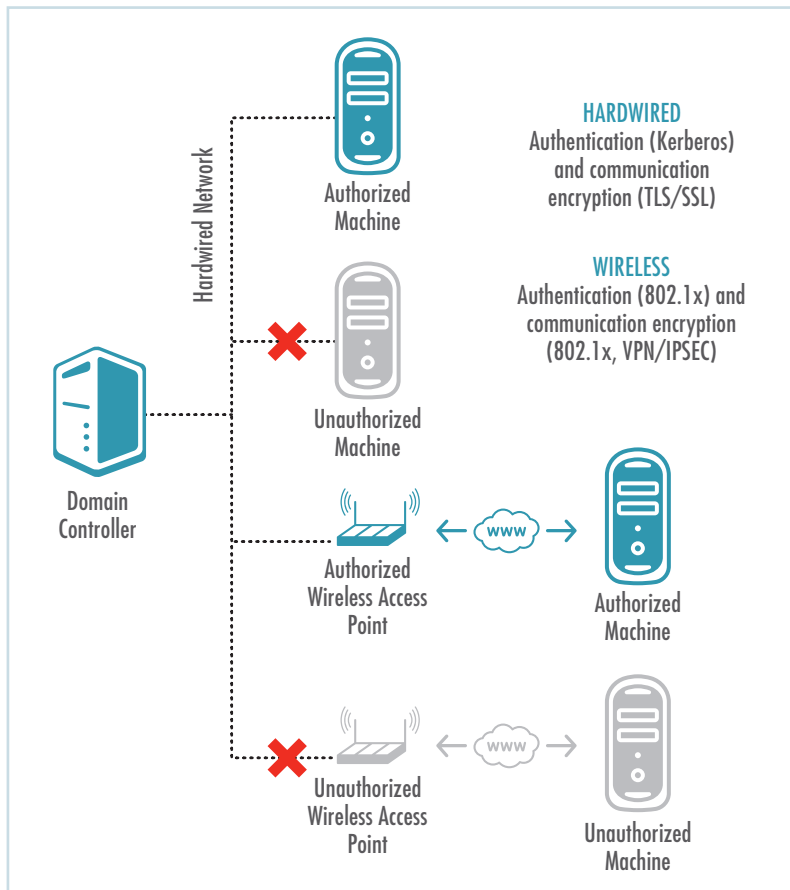 Hardwired Network
Authorized
Machine
HARDWIRED
Authentication (Kerberos)
and communication
encryption (TLS/SSL)
WIRELESS
Authentication (802.1x) and
communication encryption
(802.1x, VPN/IPSEC)
Unauthorized
Machine
Domain
Controller
www
Authorized
Wireless Access
Point
Authorized
Machine
www
Unauthorized
Wireless Access
Point
Unauthorized
Machine